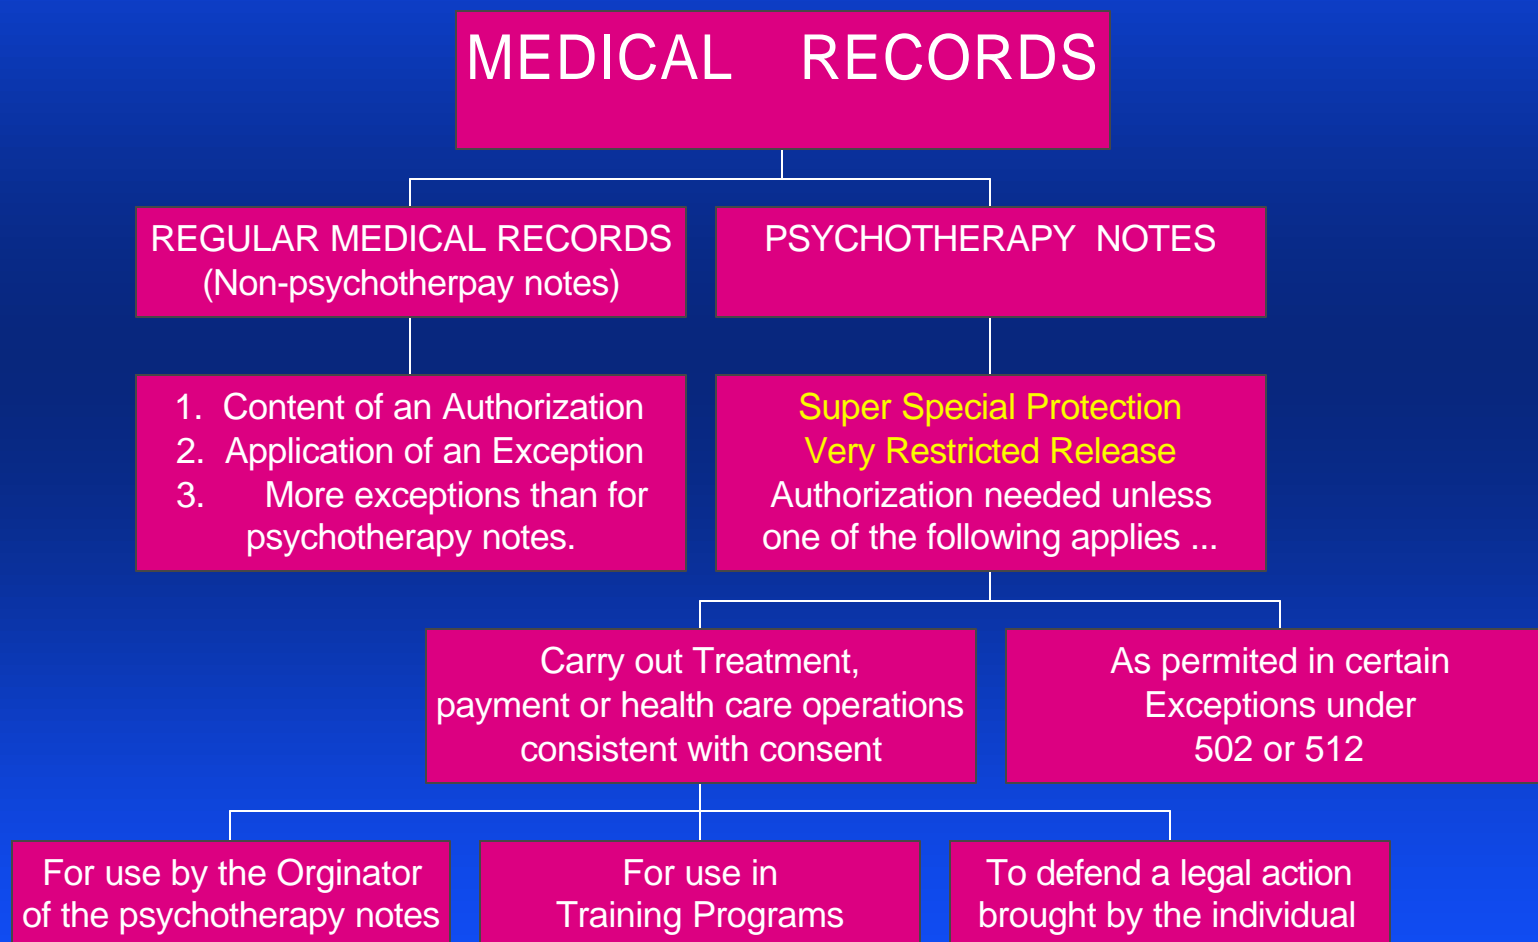 MEDICAL RECORDS
REGULAR MEDICAL RECORDS
(Non-psychotherpay notes)
PSYCHOTHERAPY NOTES
1. Content of an Authorization
2. Application of an Exception
3. More exceptions than for
psychotherapy notes.
Super Special Protection
Very Restricted Release
Authorization needed unless
one of the following applies ...
Carry out Treatment,
payment or health care operations
consistent with consent
As permited in certain
Exceptions under
502 or 512
For use by the Orginator
of the psychotherapy notes
For use in
Training Programs
To defend a legal action
brought by the individual